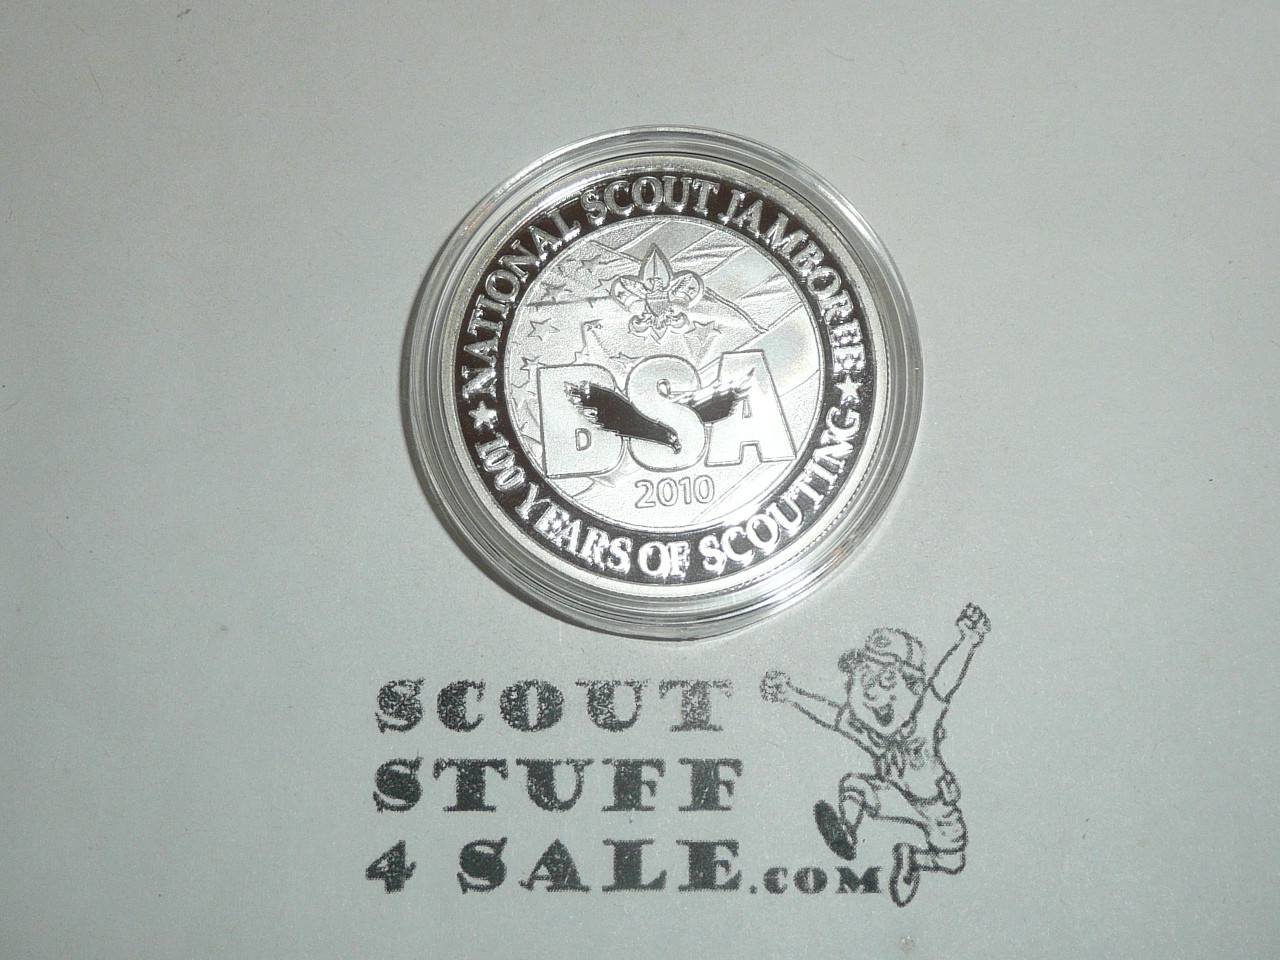 ★ NATIONAL SCOUT JAMBOREE ★
BSA
2010
100 YEARS OF SCOUTING
SCOUT
STUFF
4 SALE.COM